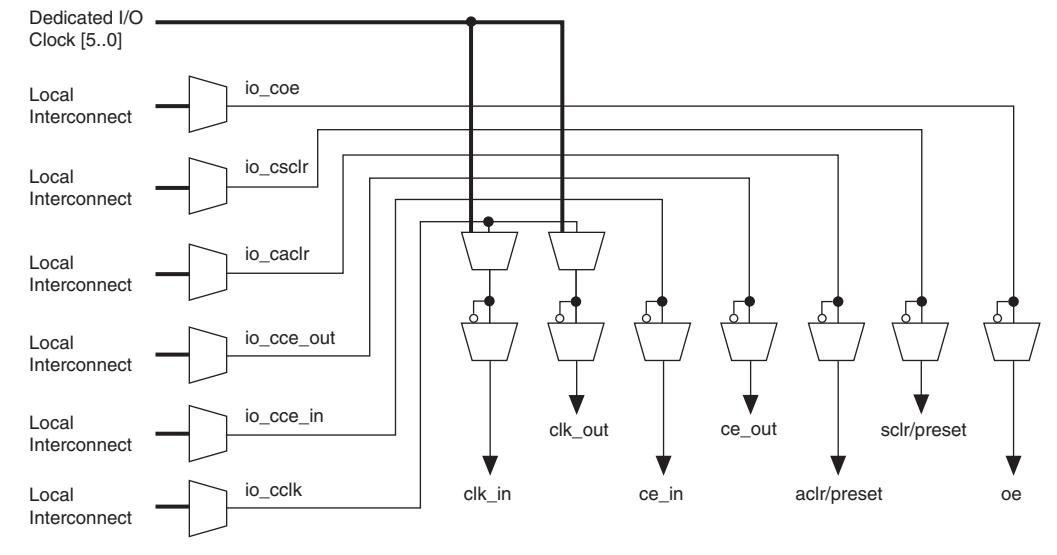 Dedicated I/O
Clock [5..0]
Local
Interconnect
io_coe
Local
Interconnect
io_csclr
Local
Interconnect
io_caclr
Local
Interconnect
io_cce_out
Local
Interconnect
io_cce_in
Local
Interconnect
io_cclk
clk_out
ce_out
sclr/preset
clk_in
ce_in
aclr/preset
oe